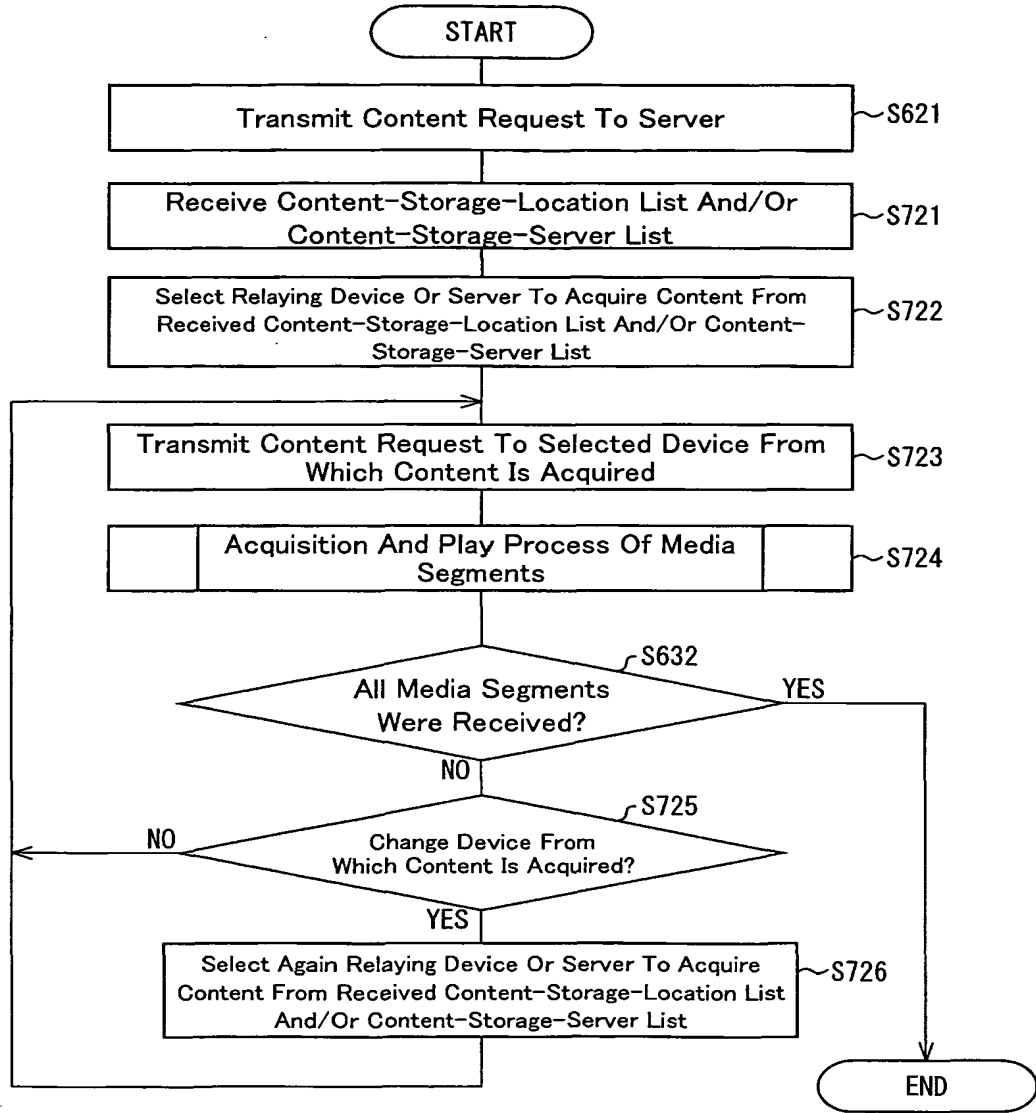 START
Transmit Content Request To Server
S621
Receive Content-Storage-Location List And/Or
Content-Storage-Server List
S721
Select Relaying Device Or Server To Acquire Content From
Received Content-Storage-Location List And/Or Content-
Storage-Server List
S722
Transmit Content Request To Selected Device From
Which Content Is Acquired
S723
Acquisition And Play Process Of Media
Segments
S724
S632
All Media Segments
Were Received?
YES
NO
S725
Change Device From
Which Content Is Acquired?
NO
YES
Select Again Relaying Device Or Server To Acquire
Content From Received Content-Storage-Location List
And/Or Content-Storage-Server List
S726
END